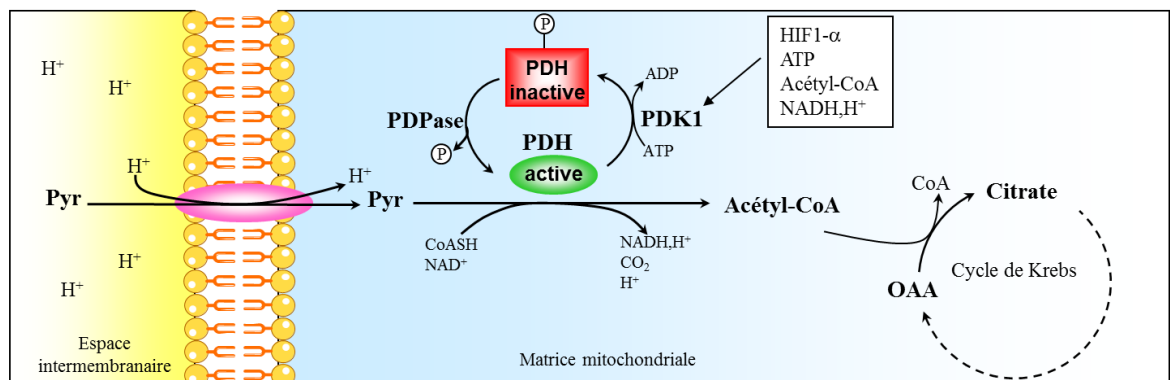 H⁺
H⁺
H⁺
Pyr
H⁺
H⁺
Espace
intermembranaire
H⁺
Pyr
P
PDH
inactive
PDPase
P
PDH
active
ADP
PDK1
ATP
HIF1-α
ATP
Acétyl-CoA
NADH,H⁺
CoASH
NAD⁺
NADH,H⁺
CO₂
H⁺
Acétyl-CoA
CoA
Citrate
Cycle de Krebs
OAA
Matrice mitochondriale